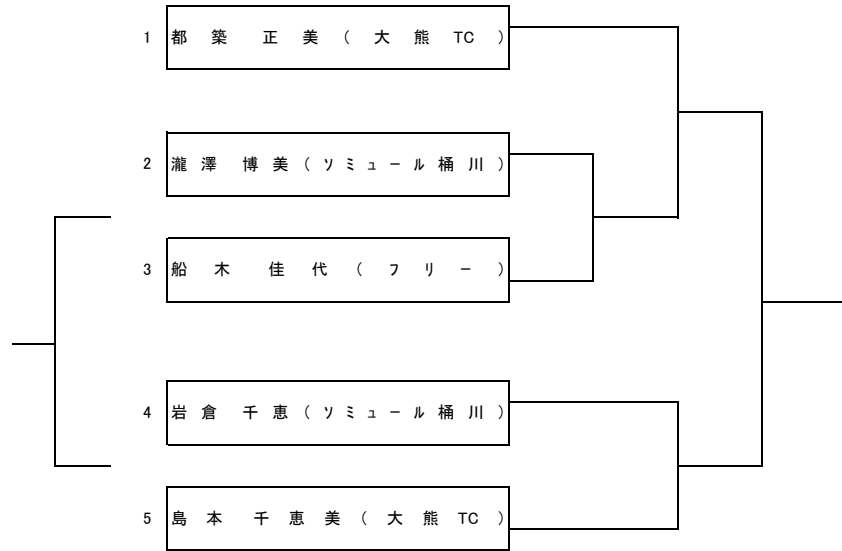 1 都築 正美(大熊TC)
2 瀧澤 博美(ｿﾐｭｰﾙ桶川)
3 船木 佳代(フリー)
4 岩倉 千恵(ｿﾐｭｰﾙ桶川)
5 島本 千恵美(大熊TC)